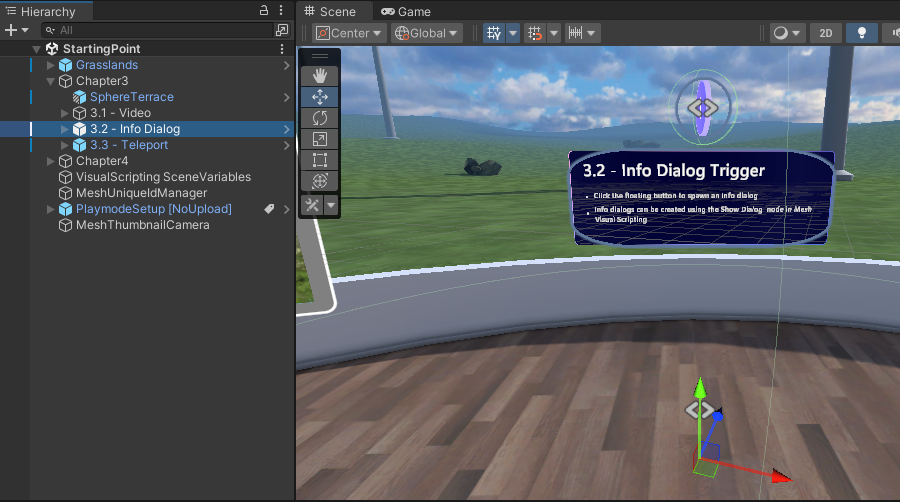 Hierarchy
All
StartingPoint
Grasslands
Chapter3
SphereTerrace
3.1 - Video
3.2 - Info Dialog
3.3 - Teleport
Chapter4
VisualScripting SceneVariables
MeshUniqueIdManager
PlaymodeSetup [NoUpload]
MeshThumbnailCamera
Scene
Game
Center
Global
Y
2D
3.2 - Info Dialog Trigger
• Click the floating button to spawn an info dialog
• Info dialogs can be created using the Show Dialog node in Mesh
Visual Scripting